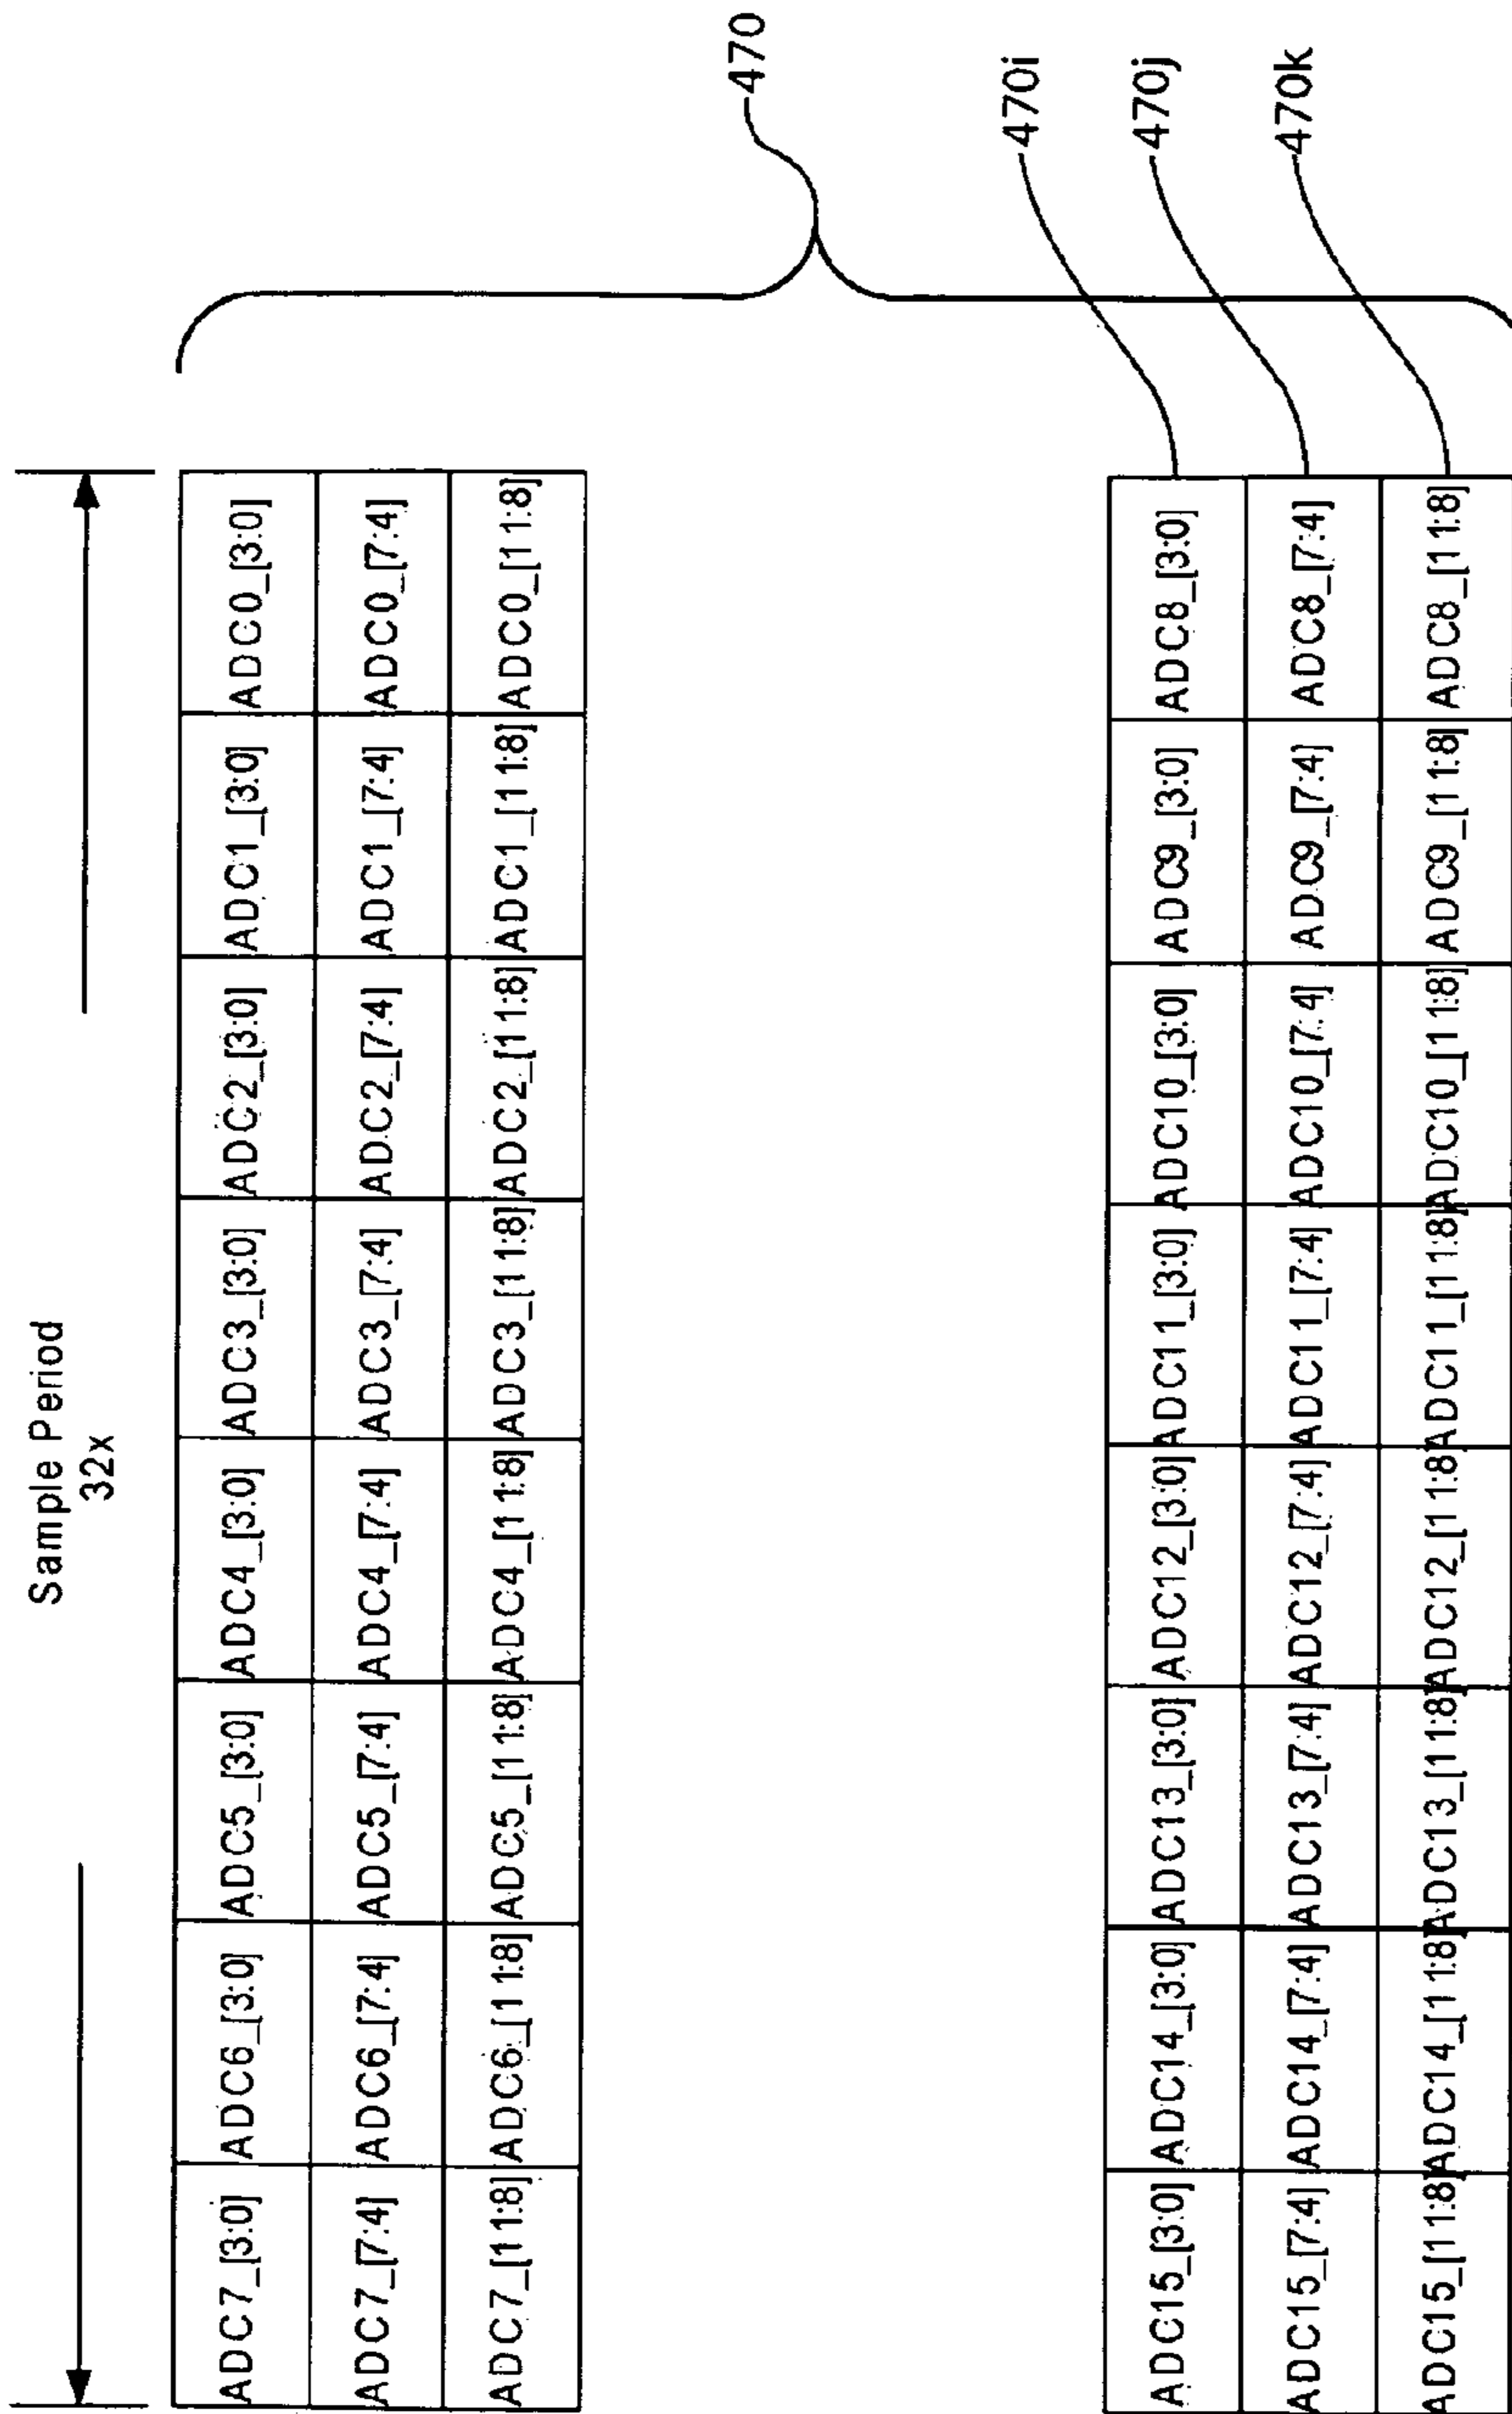 Sample Period
32x
ADC7_[3:0] ADC6_[3:0] ADC5_[3:0] ADC4_[3:0] ADC3_[3:0] ADC2_[3:0] ADC1_[3:0] ADC0_[3:0]
ADC7_[7:4] ADC6_[7:4] ADC5_[7:4] ADC4_[7:4] ADC3_[7:4] ADC2_[7:4] ADC1_[7:4] ADC0_[7:4]
ADC7_[11:8] ADC6_[11:8] ADC5_[11:8] ADC4_[11:8] ADC3_[11:8] ADC2_[11:8] ADC1_[11:8] ADC0_[11:8]
470
ADC15_[3:0] ADC14_[3:0] ADC13_[3:0] ADC12_[3:0] ADC11_[3:0] ADC10_[3:0] ADC9_[3:0] ADC8_[3:0]
470i
ADC15_[7:4] ADC14_[7:4] ADC13_[7:4] ADC12_[7:4] ADC11_[7:4] ADC10_[7:4] ADC9_[7:4] ADC8_[7:4]
470j
ADC15_[11:8] ADC14_[11:8] ADC13_[11:8] ADC12_[11:8] ADC11_[11:8] ADC10_[11:8] ADC9_[11:8] ADC8_[11:8]
470k